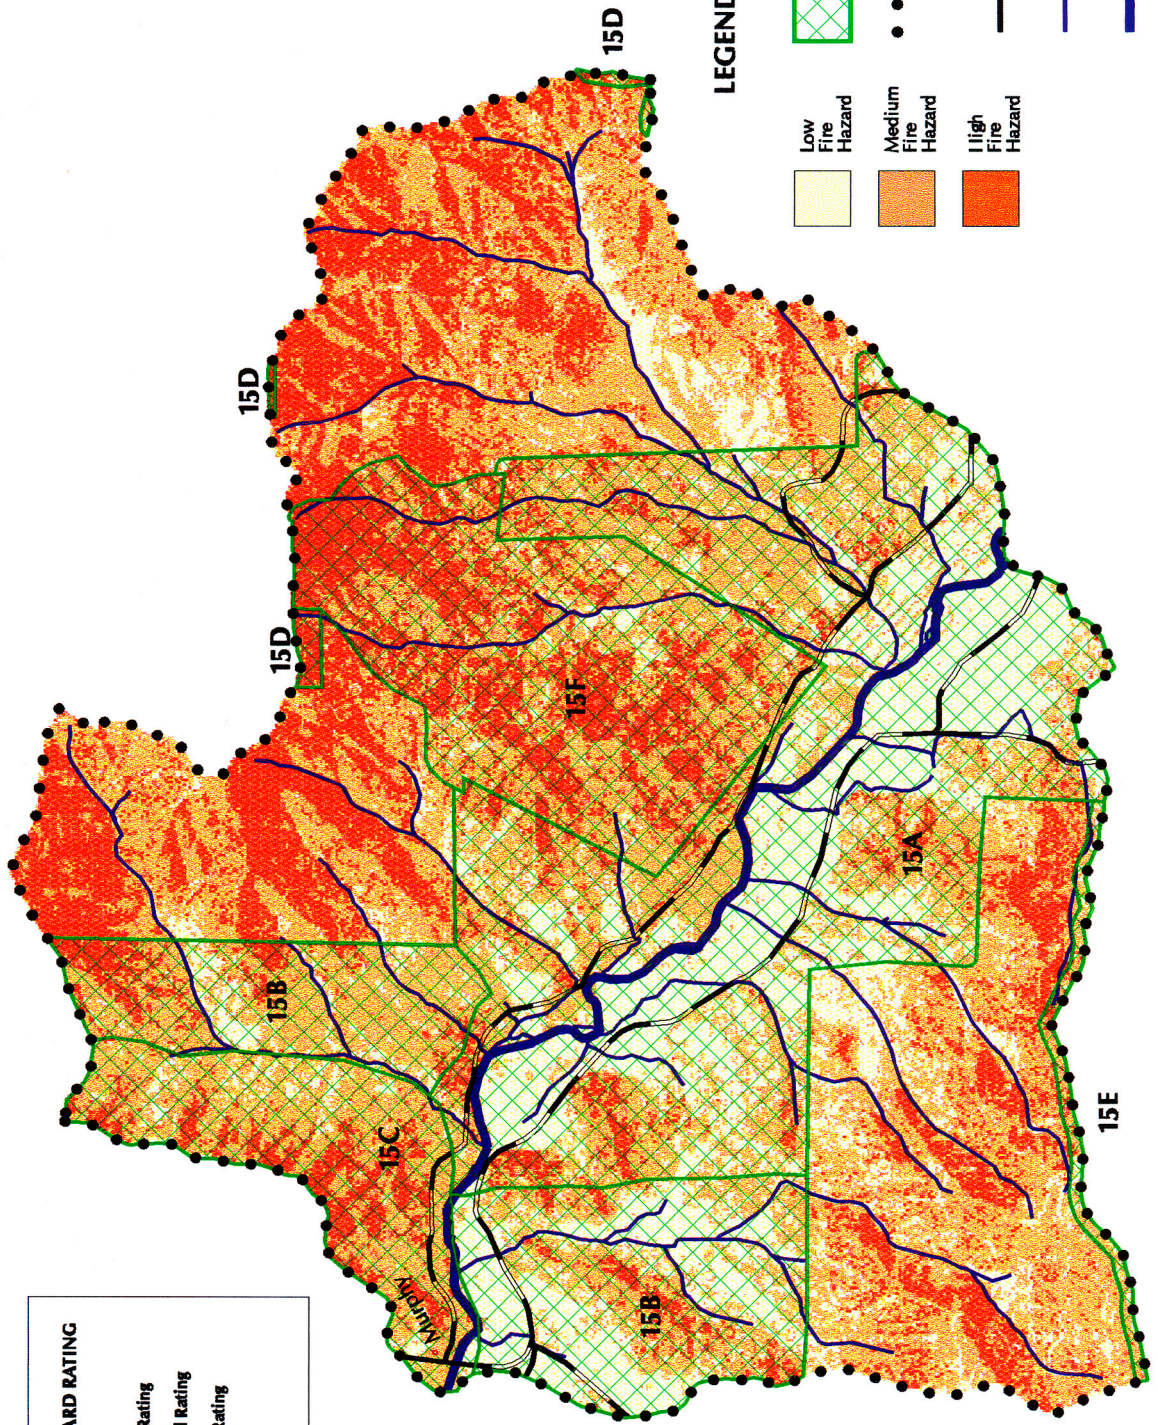 ARD RATING
Rating
l Rating
Rating
15D
15D
15D
15F
15B
15C
Murphy
15A
15B
15E
LEGEND
Low
Fire
Hazard
Medium
Fire
Hazard
High
Fire
Hazard